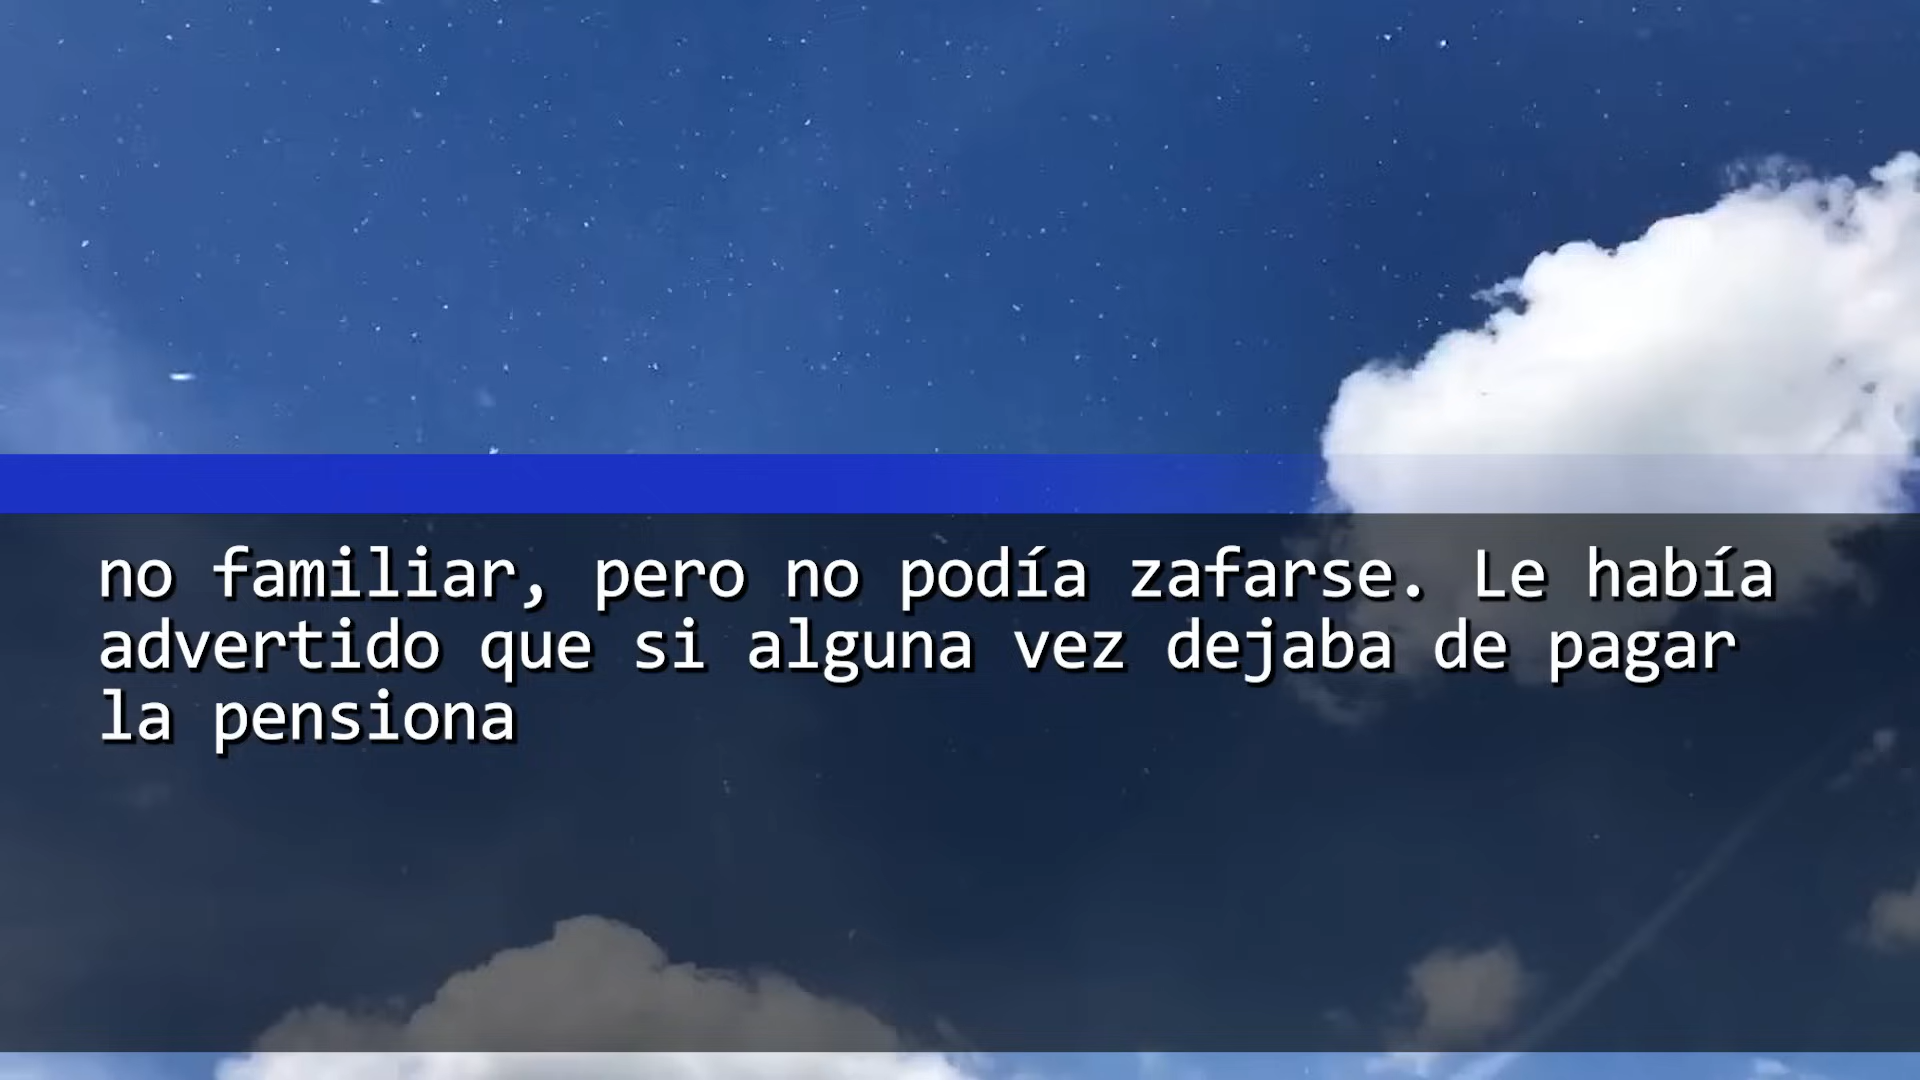 no familiar, pero no podía zafarse. Le había
advertido que si alguna vez dejaba de pagar
la pensiona